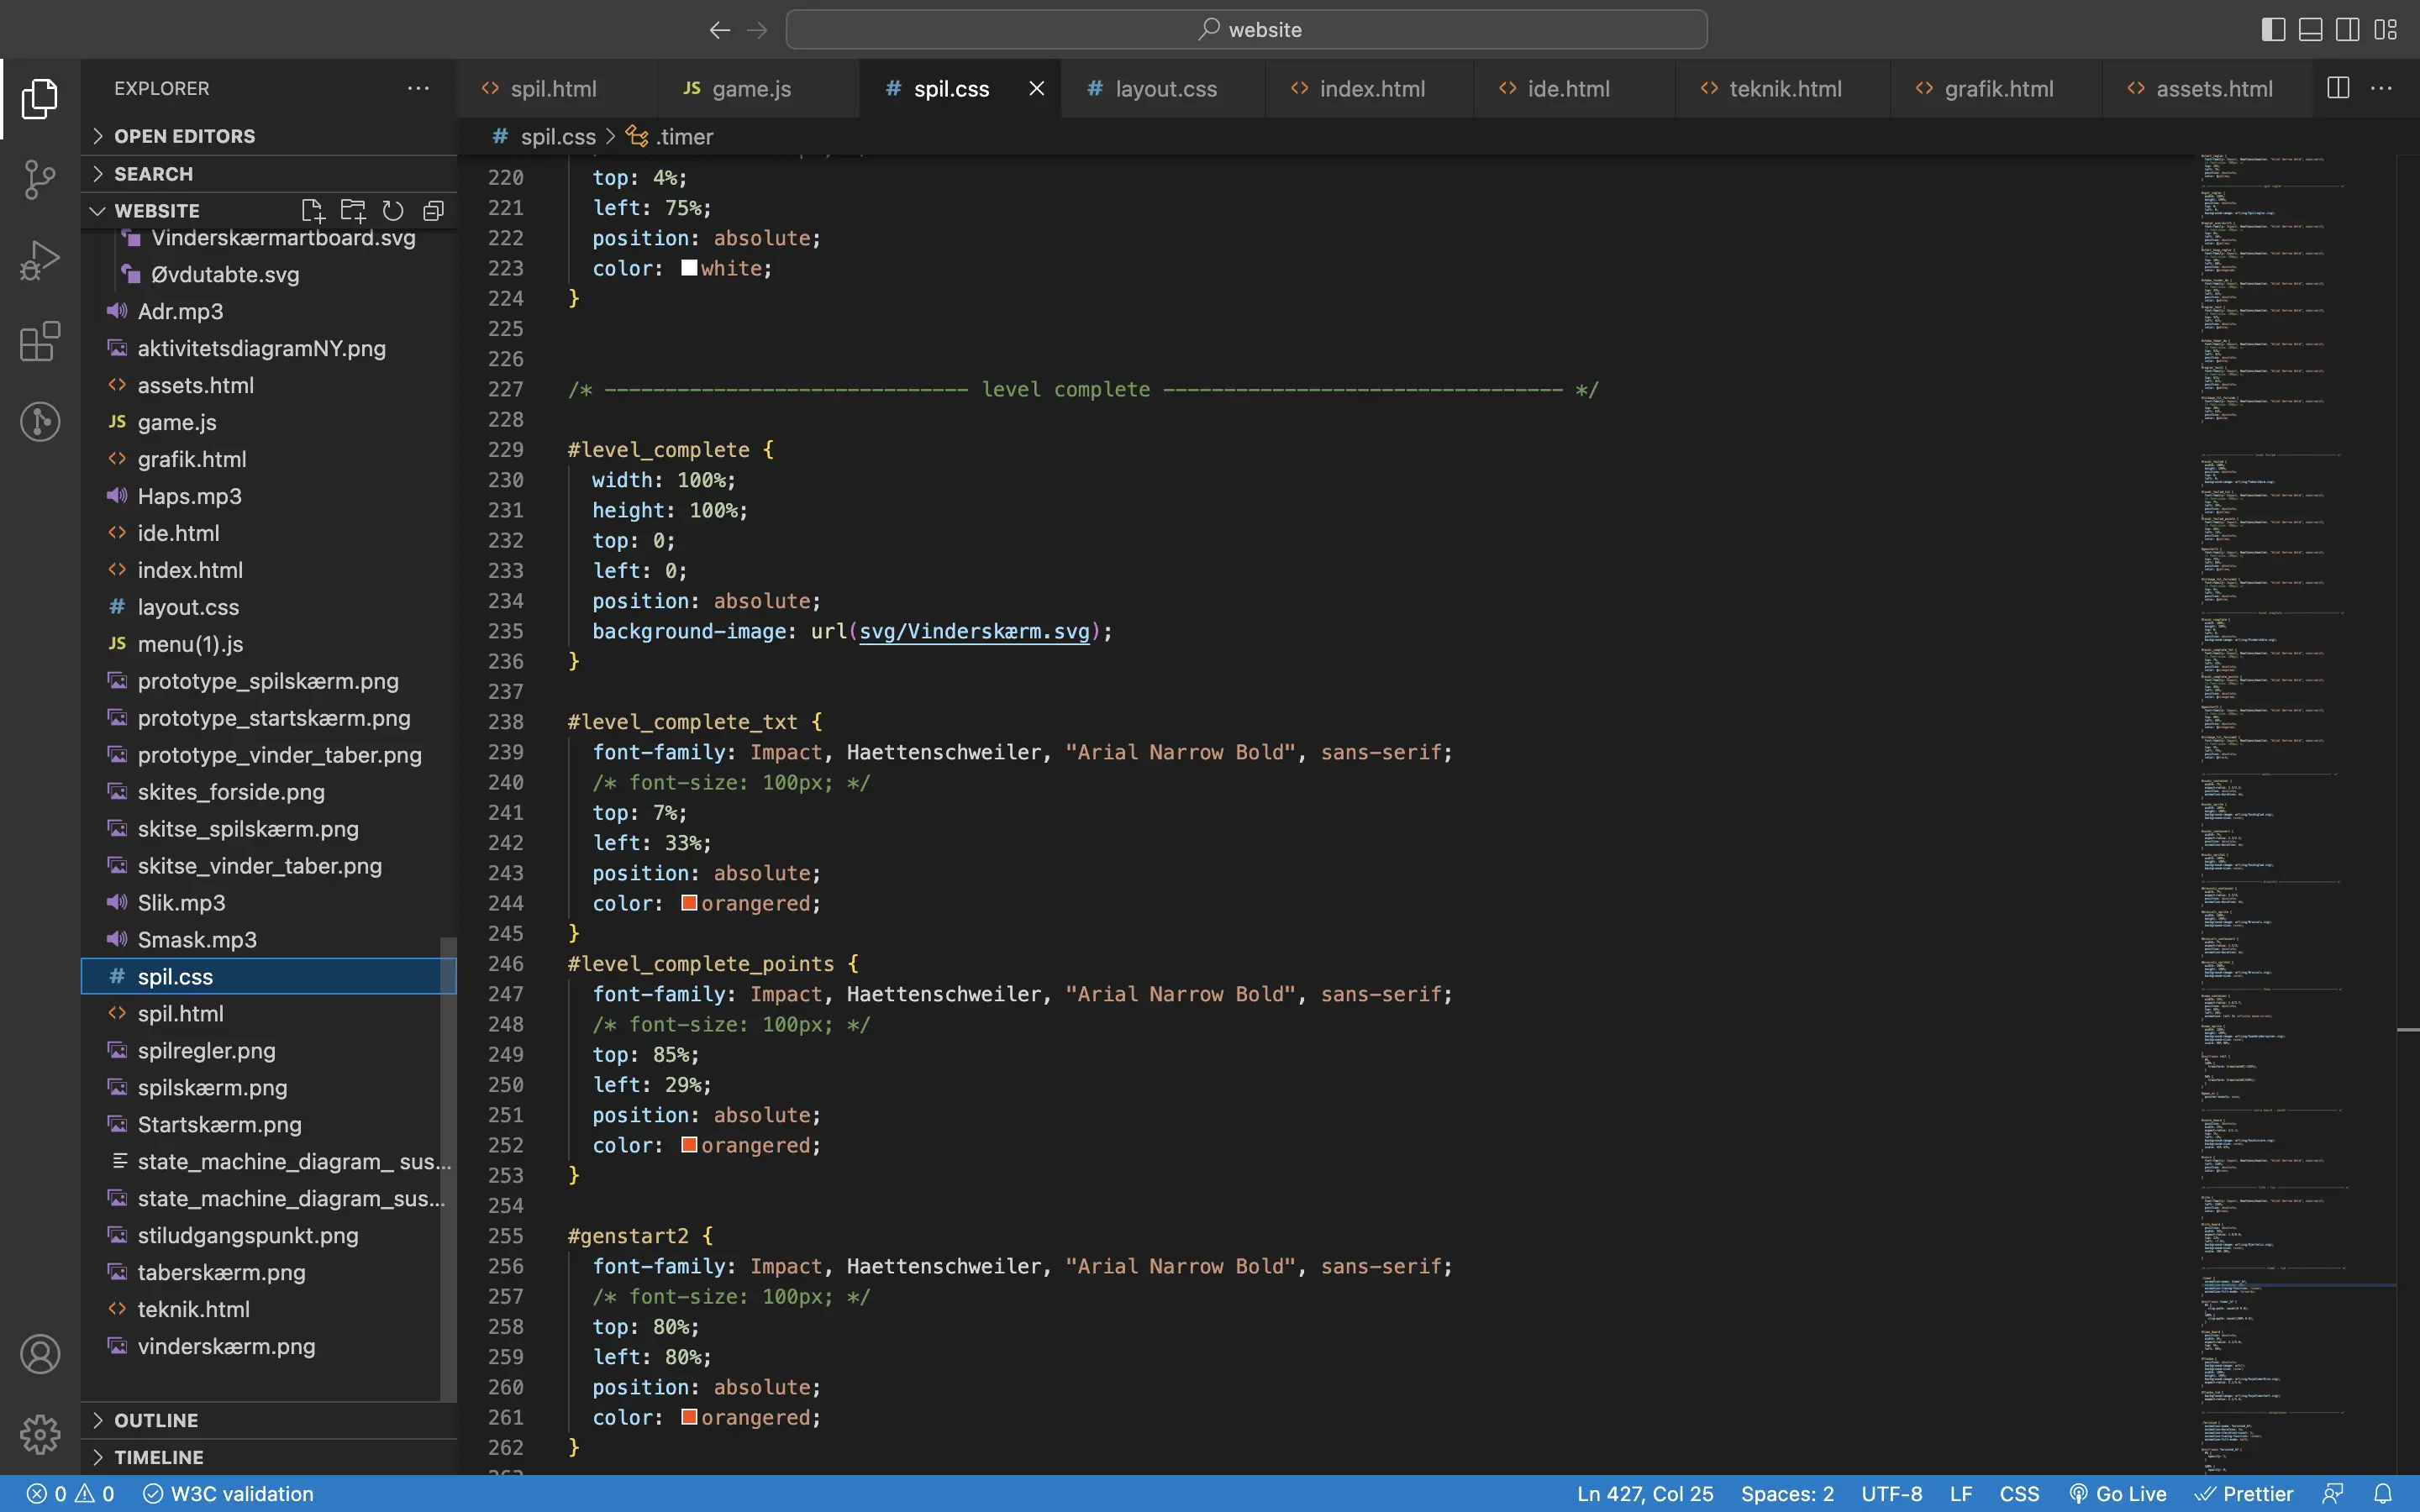 website
EXPLORER
spil.html
game.js
spil.css
layout.css
index.html
ide.html
teknik.html
grafik.html
assets.html
OPEN EDITORS
SEARCH
WEBSITE
Vinderskærmartboard.svg
Øvdutabte.svg
Adr.mp3
aktivitetsdiagramNY.png
assets.html
JS game.js
grafik.html
Haps.mp3
ide.html
index.html
# layout.css
JS menu(1).js
prototype_spilskærm.png
prototype_startskærm.png
prototype_vinder_taber.png
skites_forside.png
skitse_spilskærm.png
skitse_vinder_taber.png
Slik.mp3
Smask.mp3
# spil.css
spil.html
spilregler.png
spilskærm.png
Startskærm.png
state_machine_diagram_ sus...
state_machine_diagram_sus...
stiludgangspunkt.png
taberskærm.png
teknik.html
vinderskærm.png
OUTLINE
TIMELINE
# spil.css > .timer
220 top: 4%;
221 left: 75%;
222 position: absolute;
223 color: white;
224 }
225
226
227 /* ------------------------------ level complete --------------------------------- */
228
229 #level_complete {
230 width: 100%;
231 height: 100%;
232 top: 0;
233 left: 0;
234 position: absolute;
235 background-image: url(svg/Vinderskærm.svg);
236 }
237
238 #level_complete_txt {
239 font-family: Impact, Haettenschweiler, "Arial Narrow Bold", sans-serif;
240 /* font-size: 100px; */
241 top: 7%;
242 left: 33%;
243 position: absolute;
244 color: orangered;
245 }
246 #level_complete_points {
247 font-family: Impact, Haettenschweiler, "Arial Narrow Bold", sans-serif;
248 /* font-size: 100px; */
249 top: 85%;
250 left: 29%;
251 position: absolute;
252 color: orangered;
253 }
254
255 #genstart2 {
256 font-family: Impact, Haettenschweiler, "Arial Narrow Bold", sans-serif;
257 /* font-size: 100px; */
258 top: 80%;
259 left: 80%;
260 position: absolute;
261 color: orangered;
262 }
0 0 W3C validation
Ln 427, Col 25 Spaces: 2 UTF-8 LF CSS Go Live Prettier